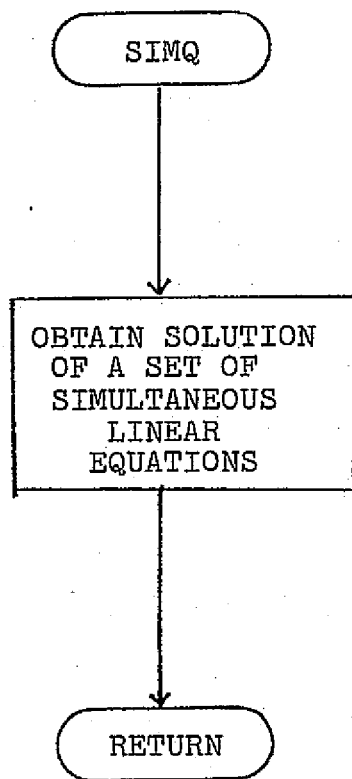 SIMQ
OBTAIN SOLUTION
OF A SET OF
SIMULTANEOUS
LINEAR
EQUATIONS
RETURN